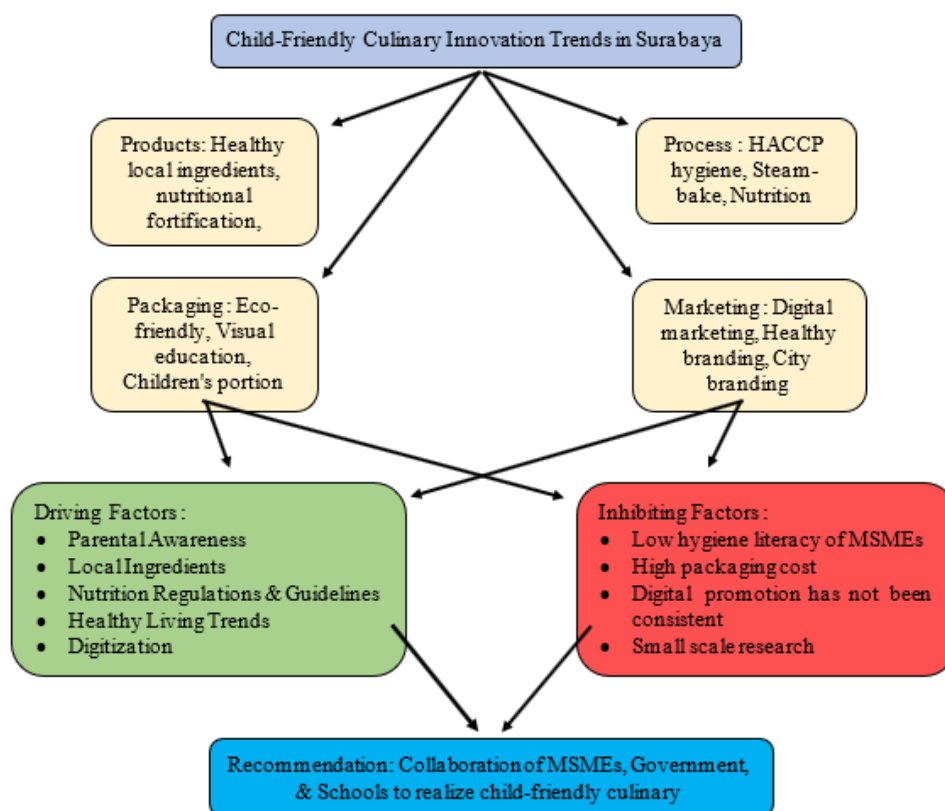 Child-Friendly Culinary Innovation Trends in Surabaya
Products: Healthy
local ingredients,
nutritional
fortification,
Process : HACCP
hygiene, Steam-
bake, Nutrition
Packaging : Eco-
friendly, Visual
education,
Children's portion
Marketing : Digital
marketing, Healthy
branding, City
branding
Driving Factors :
• Parental Awareness
• Local Ingredients
• Nutrition Regulations & Guidelines
• Healthy Living Trends
• Digitization
Inhibiting Factors :
• Low hygiene literacy of MSMEs
• High packaging cost
• Digital promotion has not been
consistent
• Small scale research
Recommendation: Collaboration of MSMEs, Government,
& Schools to realize child-friendly culinary